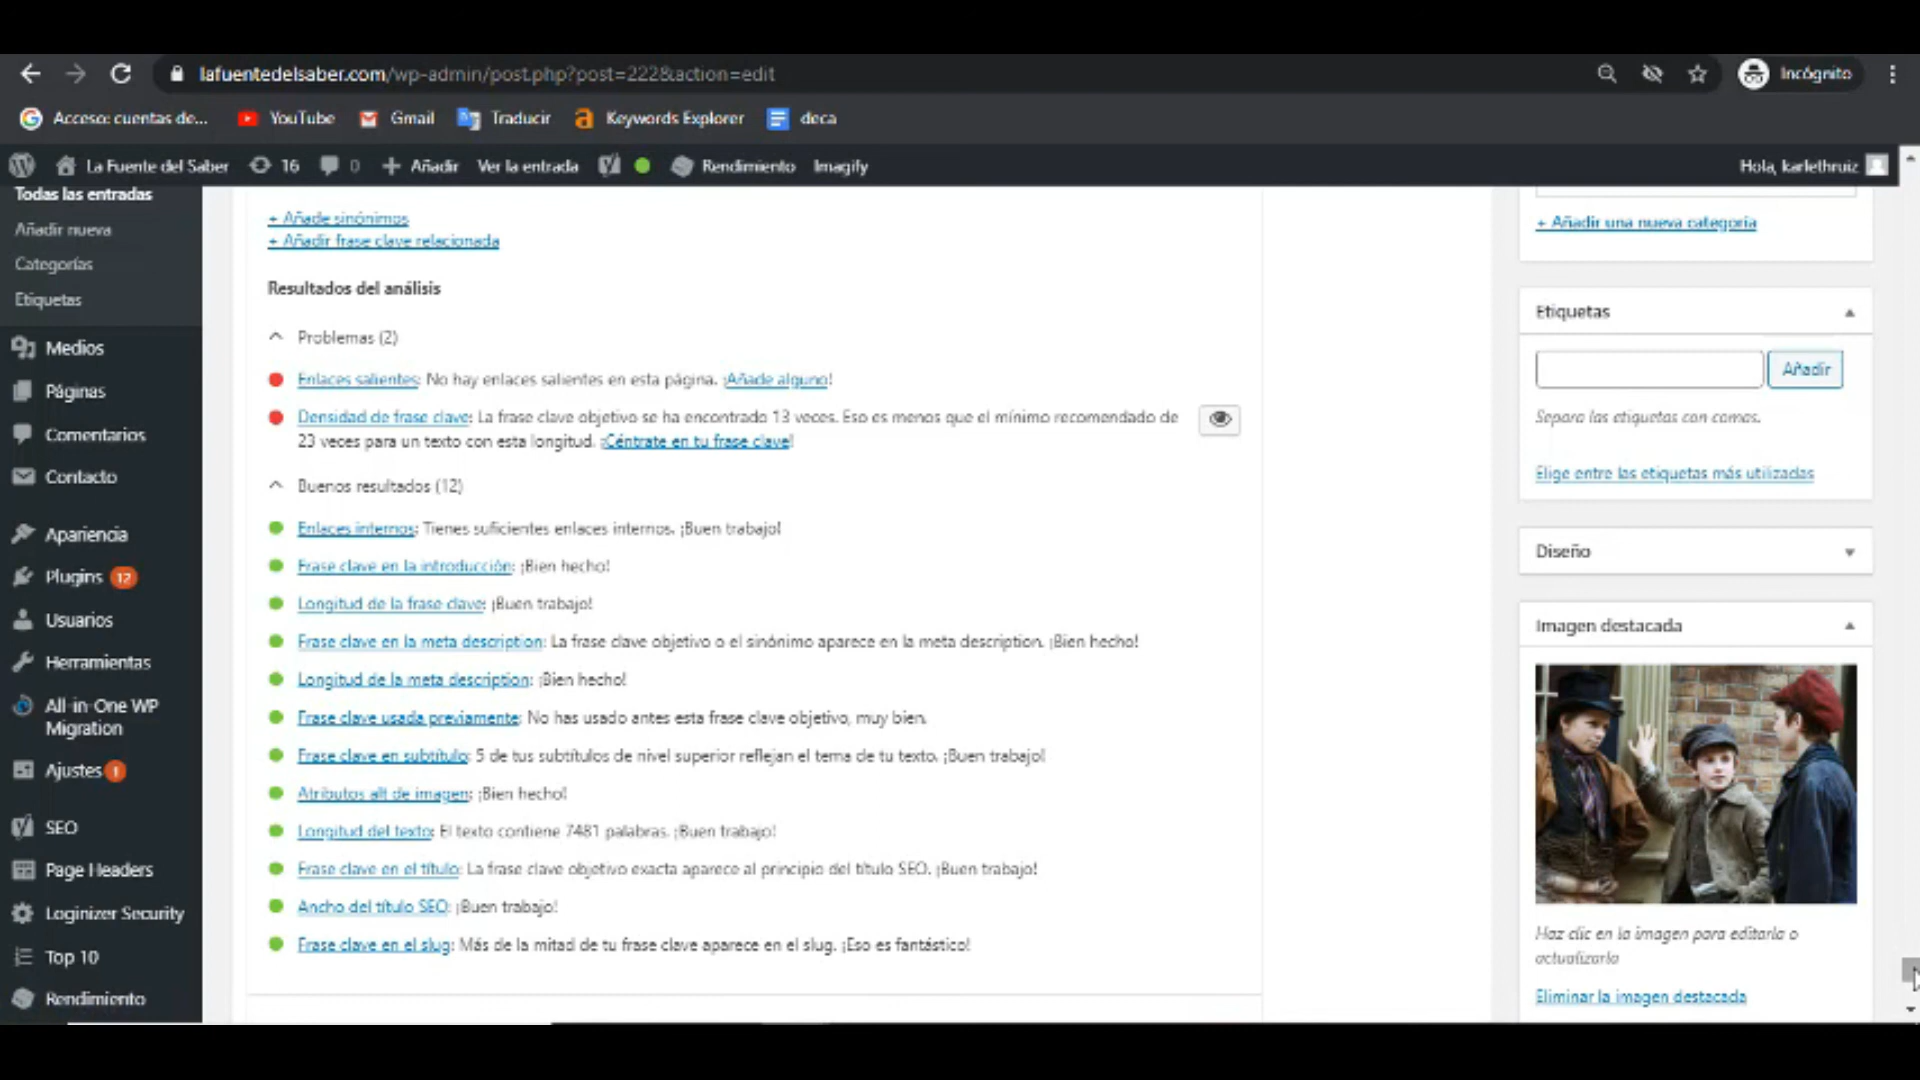 lafuentedelsaber.com/wp-admin/post.php?post=222&action=edit
Incógnito
Acceso: cuentas de...
YouTube
Gmail
Traducir
Keywords Explorer
deca
La Fuente del Saber
16
0
Añadir
Ver la entrada
Rendimiento
Imagify
Hola, karlethruiz
Todas las entradas
Añadir nueva
Categorías
Etiquetas
Medios
Páginas
Comentarios
Contacto
Apariencia
Plugins 12
Usuarios
Herramientas
All-in-One WP
Migration
Ajustes 1
SEO
Page Headers
Loginizer Security
Top 10
Rendimiento
+ Añade sinónimos
+ Añadir frase clave relacionada
Resultados del análisis
Problemas (2)
Enlaces salientes: No hay enlaces salientes en esta página. ¡Añade alguno!
Densidad de frase clave: La frase clave objetivo se ha encontrado 13 veces. Eso es menos que el mínimo recomendado de
23 veces para un texto con esta longitud. ¡Céntrate en tu frase clave!
Buenos resultados (12)
Enlaces internos: Tienes suficientes enlaces internos. ¡Buen trabajo!
Frase clave en la introducción: ¡Bien hecho!
Longitud de la frase clave: ¡Buen trabajo!
Frase clave en la meta description: La frase clave objetivo o el sinónimo aparece en la meta description. ¡Bien hecho!
Longitud de la meta description: ¡Bien hecho!
Frase clave usada previamente: No has usado antes esta frase clave objetivo, muy bien.
Frase clave en subtítulo: 5 de tus subtítulos de nivel superior reflejan el tema de tu texto. ¡Buen trabajo!
Atributos alt de imagen: ¡Bien hecho!
Longitud del texto: El texto contiene 7481 palabras. ¡Buen trabajo!
Frase clave en el título: La frase clave objetivo exacta aparece al principio del título SEO. ¡Buen trabajo!
Ancho del título SEO: ¡Buen trabajo!
Frase clave en el slug: Más de la mitad de tu frase clave aparece en el slug. ¡Eso es fantástico!
+ Añadir una nueva categoría
Etiquetas
Añadir
Separa las etiquetas con comas.
Elige entre las etiquetas más utilizadas
Diseño
Imagen destacada
Haz clic en la imagen para editarla o
actualizarla
Eliminar la imagen destacada